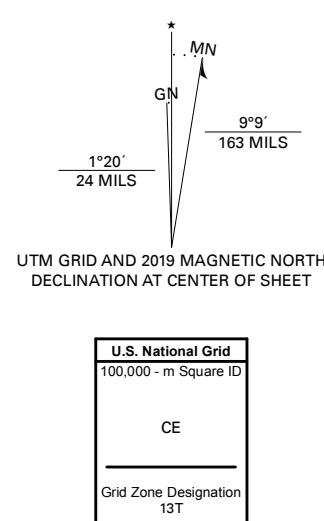 ★
MN
GN
9°9´
163 MILS
1°20´
24 MILS
UTM GRID AND 2019 MAGNETIC NORTH
DECLINATION AT CENTER OF SHEET
U.S. National Grid
100,000 - m Square ID
CE
Grid Zone Designation
13T